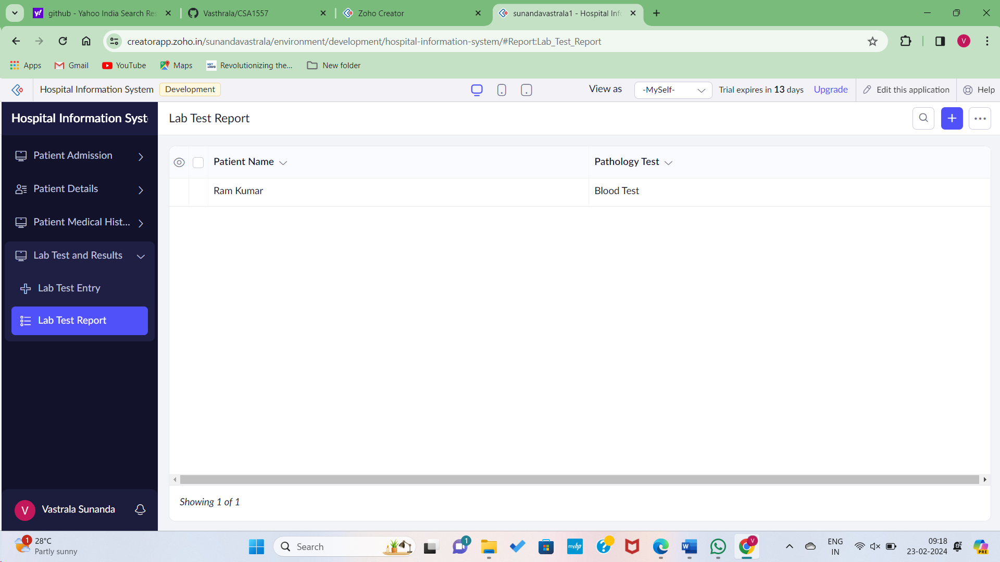 github - Yahoo India Search Res
Vasthrala/CSA1557
Zoho Creator
sunandavastrala1 - Hospital Info
creatorapp.zoho.in/sunandavastrala/environment/development/hospital-information-system/#Report:Lab_Test_Report
V
Apps
Gmail
YouTube
Maps
Revolutionizing the...
New folder
Hospital Information System
Development
View as
-MySelf-
Trial expires in 13 days
Upgrade
Edit this application
Help
Hospital Information Syst
Lab Test Report
Patient Admission
Patient Details
Patient Medical Hist...
Lab Test and Results
Lab Test Entry
Lab Test Report
Patient Name
Pathology Test
Ram Kumar
Blood Test
Showing 1 of 1
V
Vastrala Sunanda
1
28°C
Partly sunny
Search
1
myhp
W
V
ENG
IN
09:18
23-02-2024
PRE